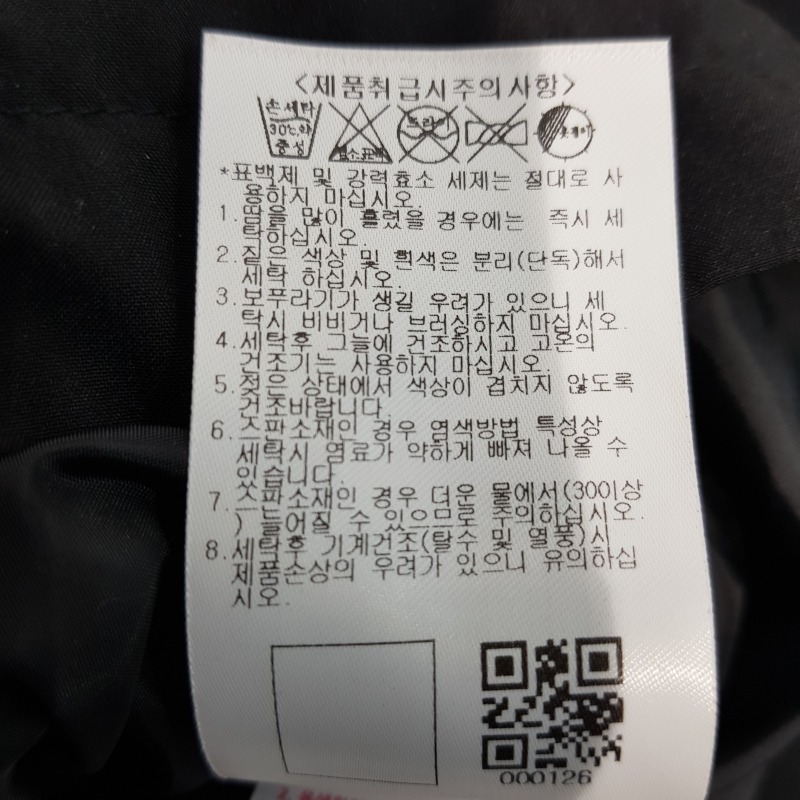 <제품취급시주의사항>
손세탁
30℃,약
중성
염소표백
드라이
옷걸이
*표백제 및 강력효소 세제는 절대로 사
용하지 마십시오.
1.땀을 많이 흘렸을 경우에는 즉시 세
탁하십시오.
2.짙은 색상 및 흰색은 분리(단독)해서
세탁 하십시오.
3.보푸라기가 생길 우려가 있으니 세
탁시 비비거나 브러싱하지 마십시오.
4.세탁후 그늘에 건조하시고 고온의
건조기는 사용하지 마십시오.
5.젖은 상태에서 색상이 겹치지 않도록
건조바랍니다.
6.스파소재인 경우 염색방법 특성상
세탁시 염료가 약하게 빠져 나올 수
있습니다.
7.스파소재인 경우 더운 물에서(30이상
) 늘어질 수 있으므로 주의하십시오.
8.세탁후 기계건조(탈수 및 열풍)시
제품손상의 우려가 있으니 유의하십
시오.
000126